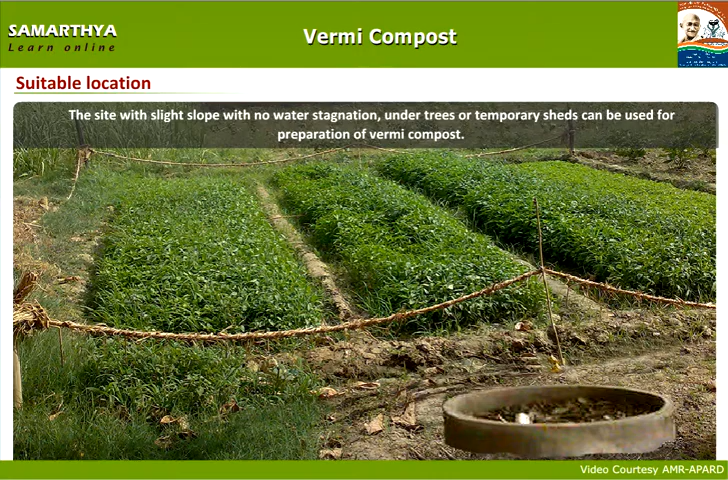 SAMARTHYA
Learn online
Vermi Compost
Suitable location
The site with slight slope with no water stagnation, under trees or temporary sheds can be used for
preparation of vermi compost.
Video Courtesy AMR-APARD